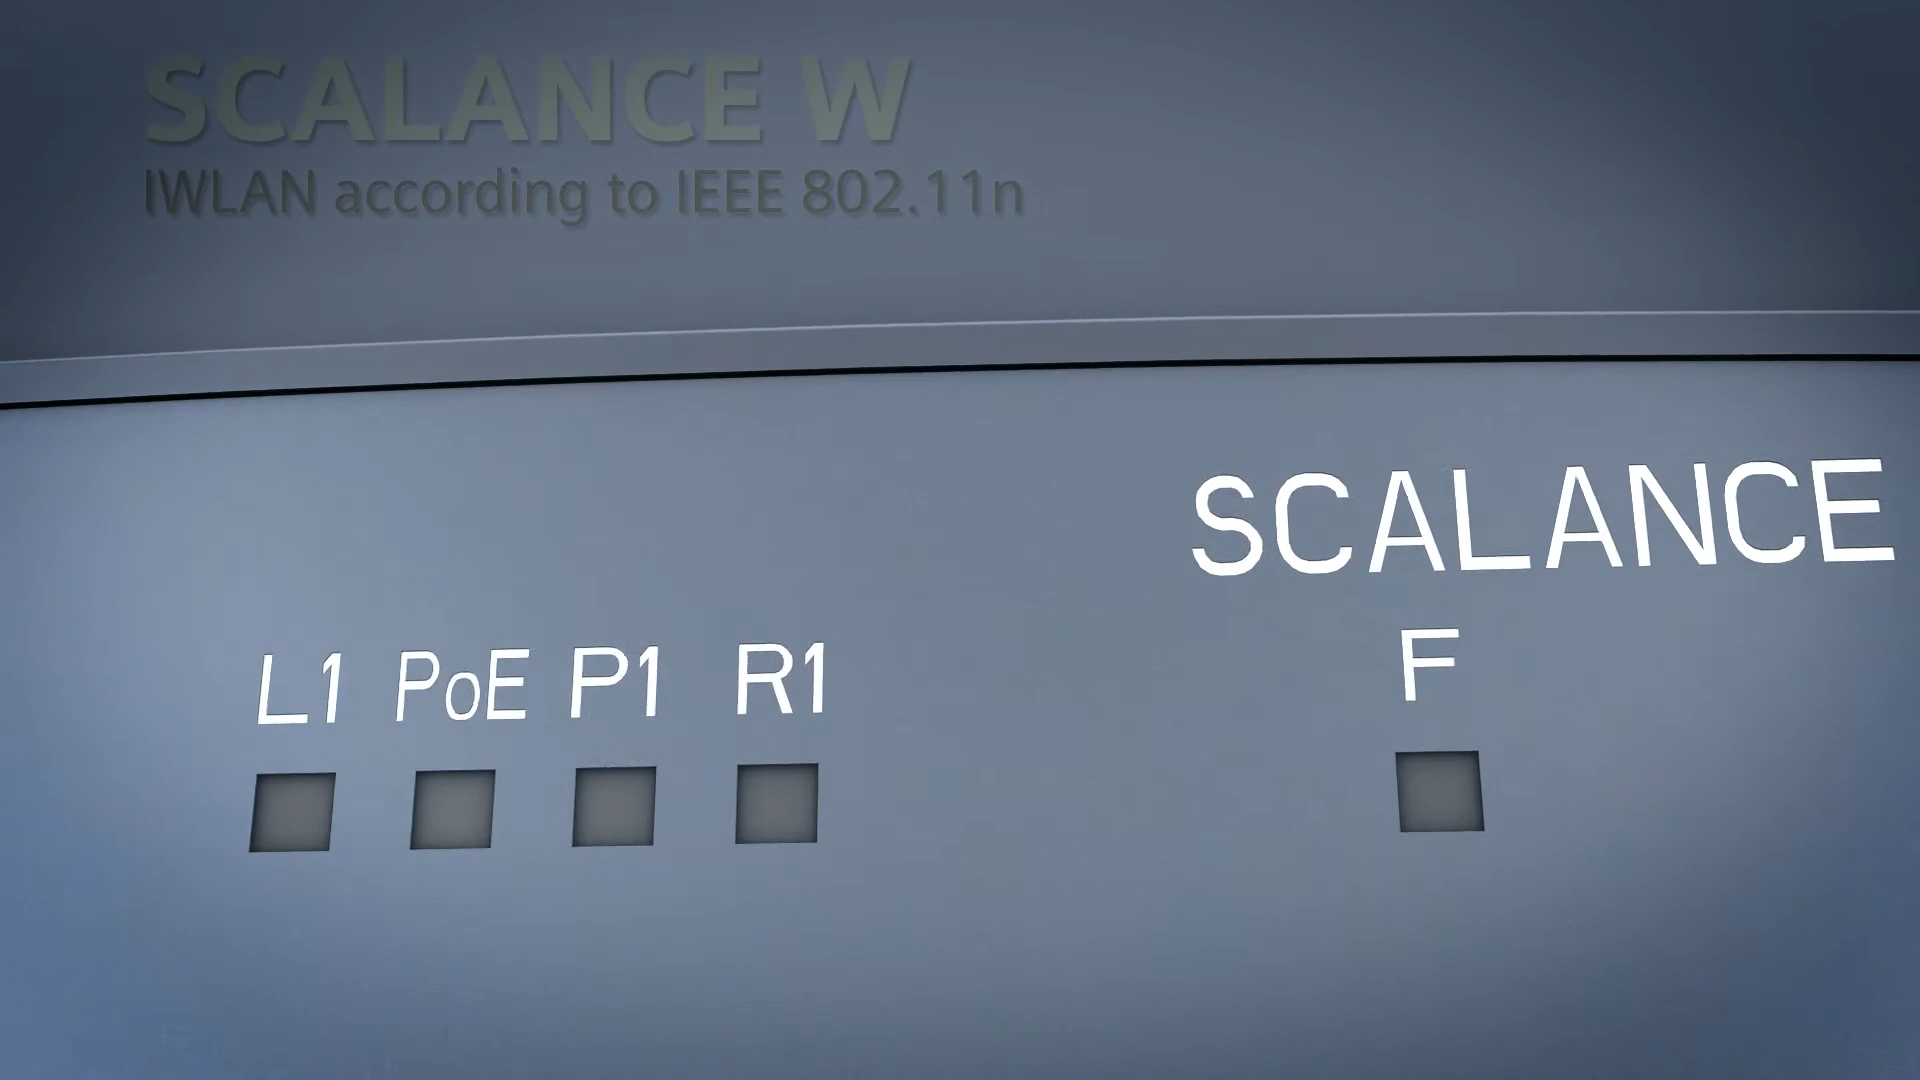 SCALANCE W
IWLAN according to IEEE 802.11n
SCALANCE
L1 PoE P1 R1 F